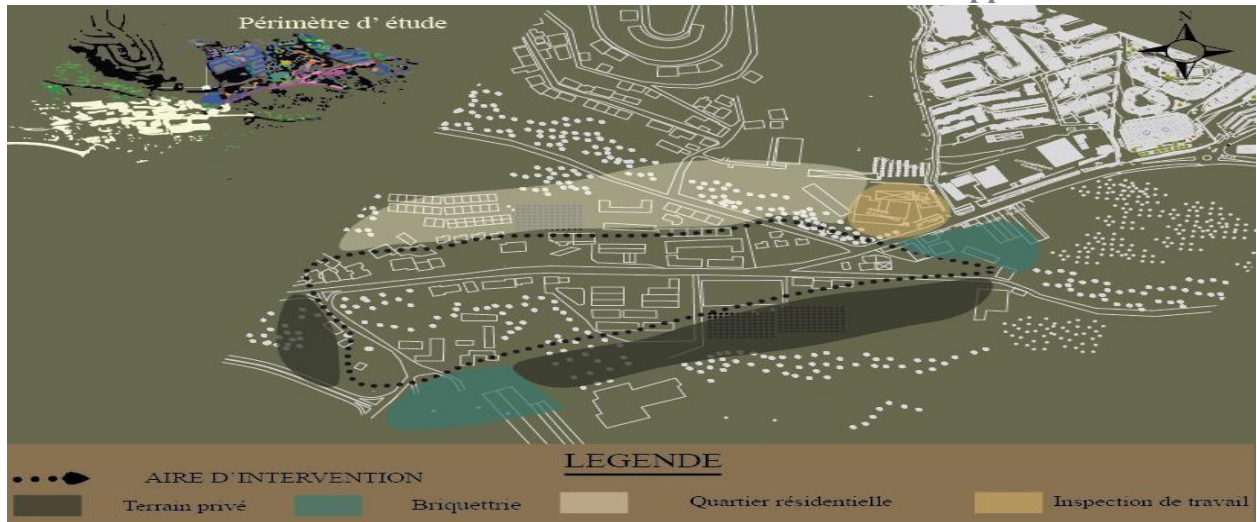 Périmètre d' étude
N
LEGENDE
AIRE D'INTERVENTION
Terrain privé
Briquettrie
Quartier résidentielle
Inspection de travail